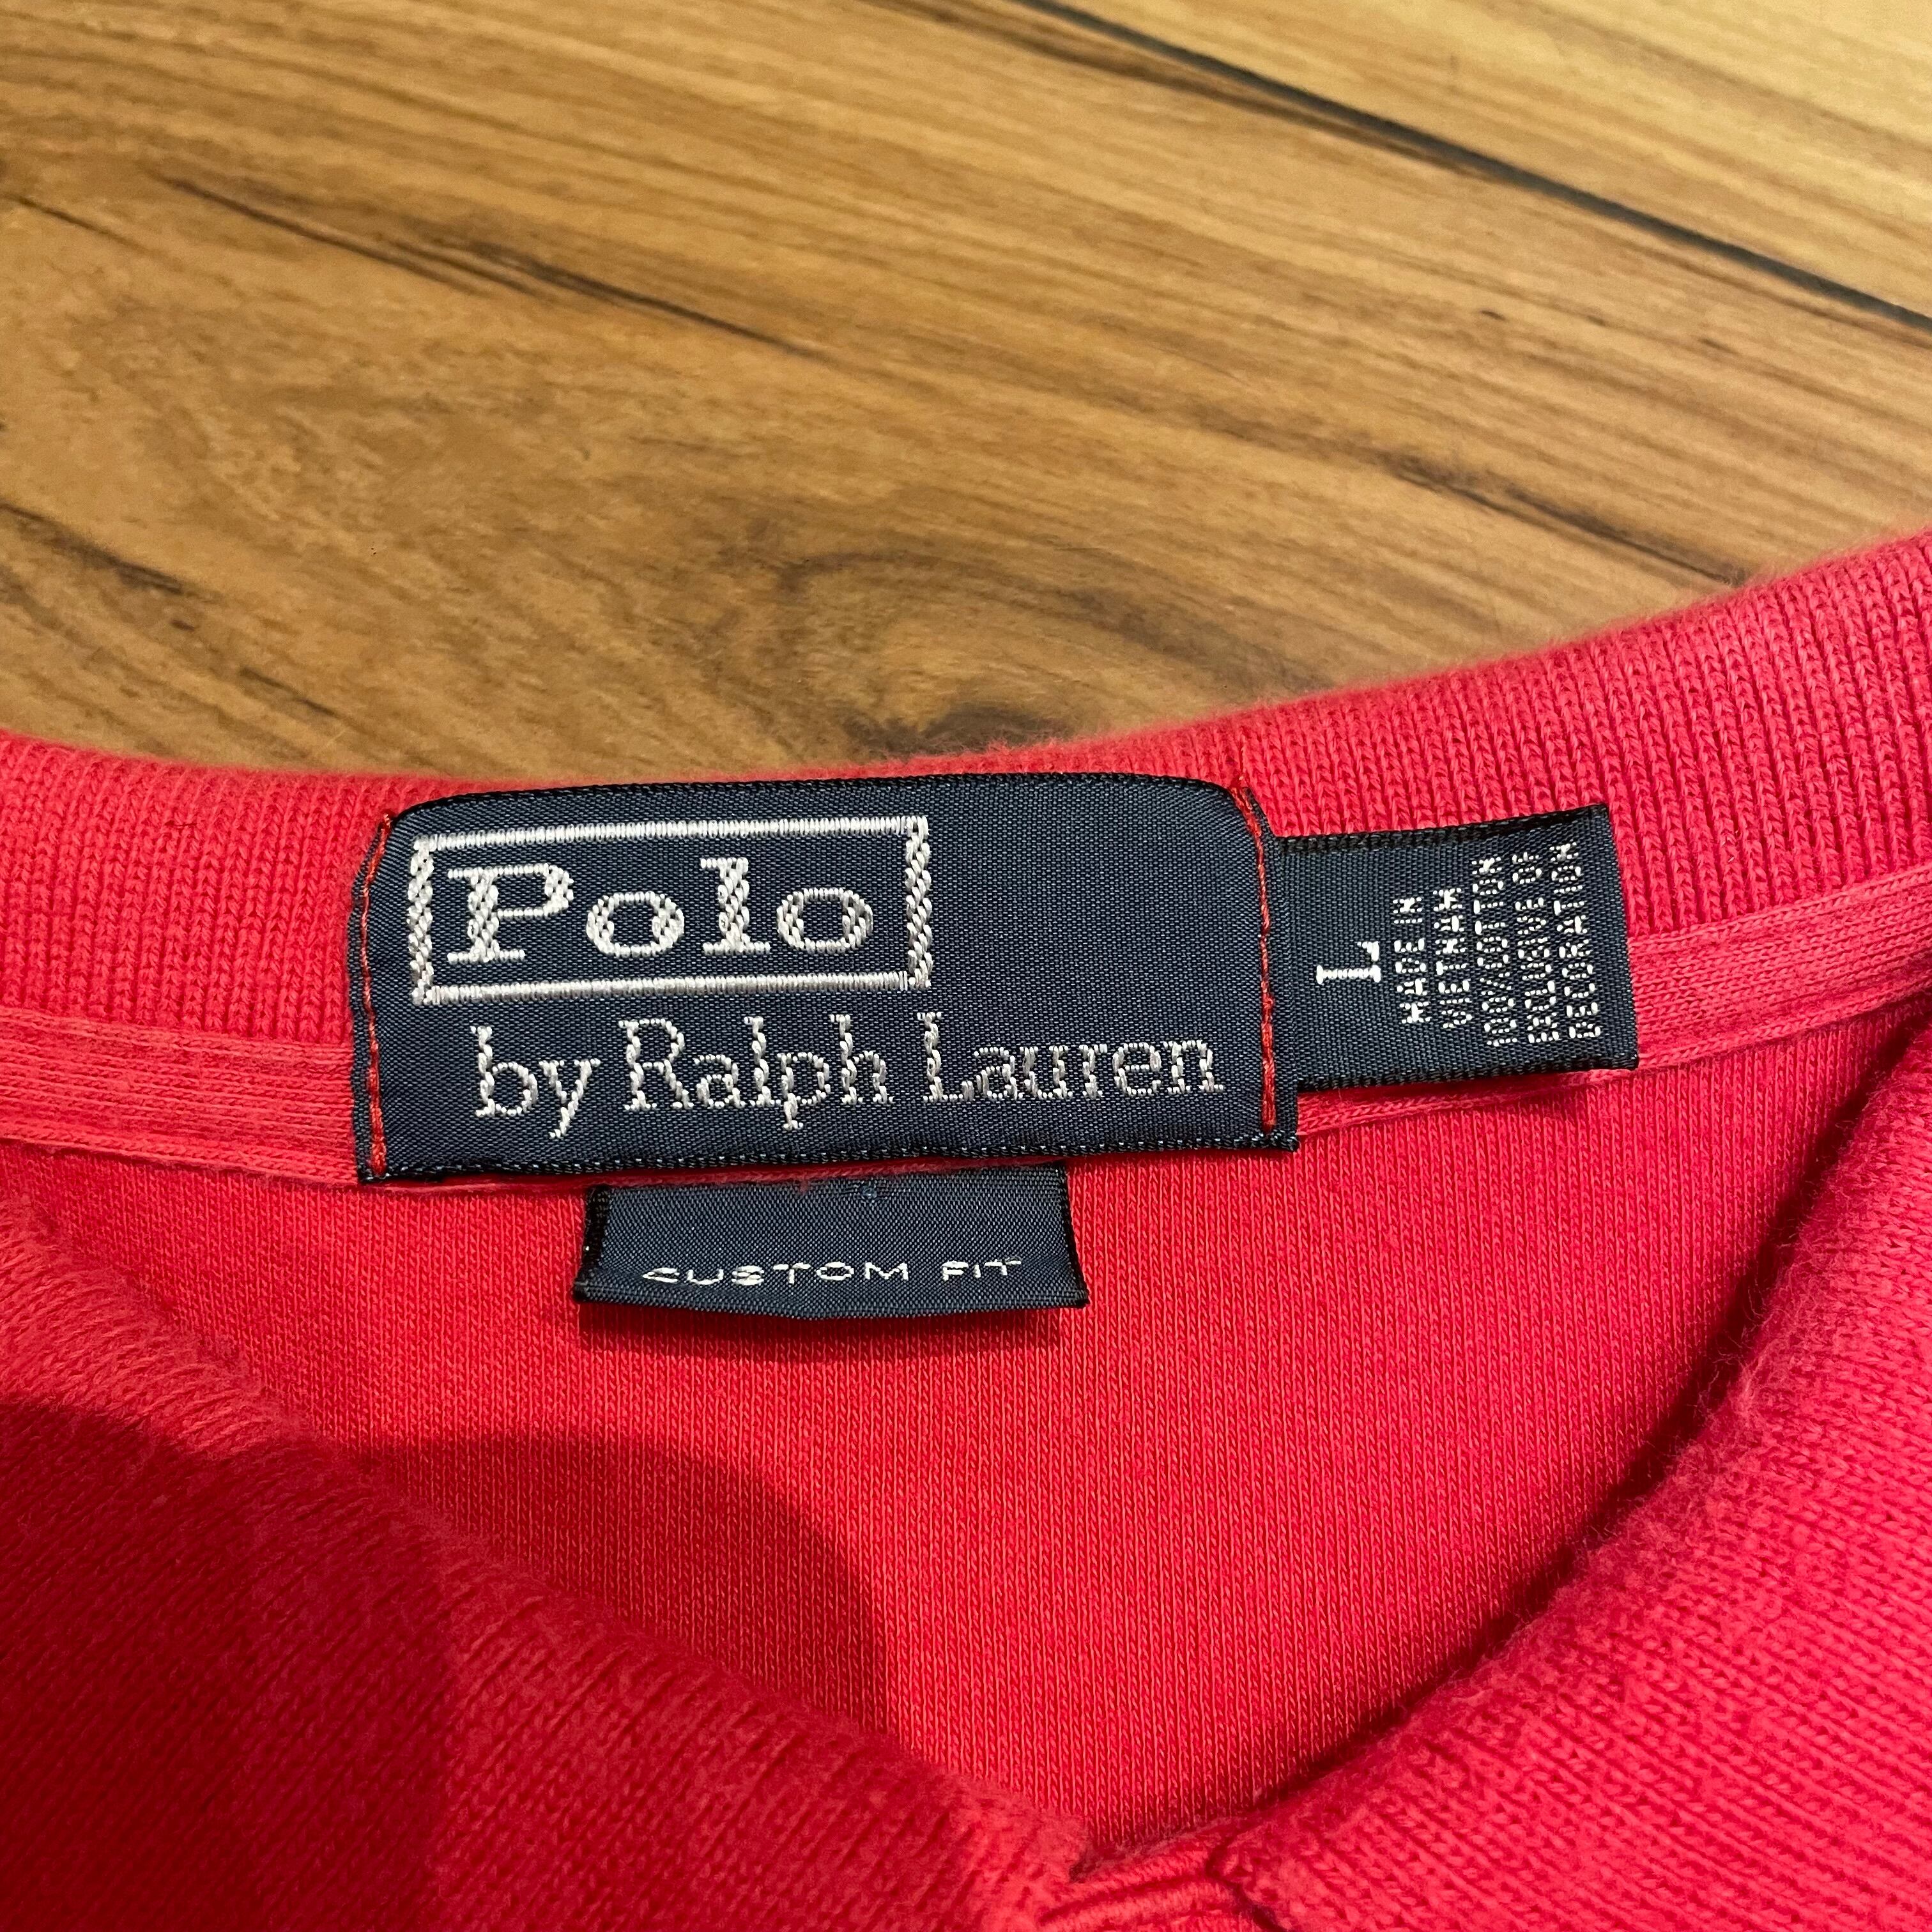 Polo
by Ralph Lauren
L
MADE IN
VIETNAM
100/COTTON
EXCLUSIVE OF
DECORATION
CUSTOM FIT